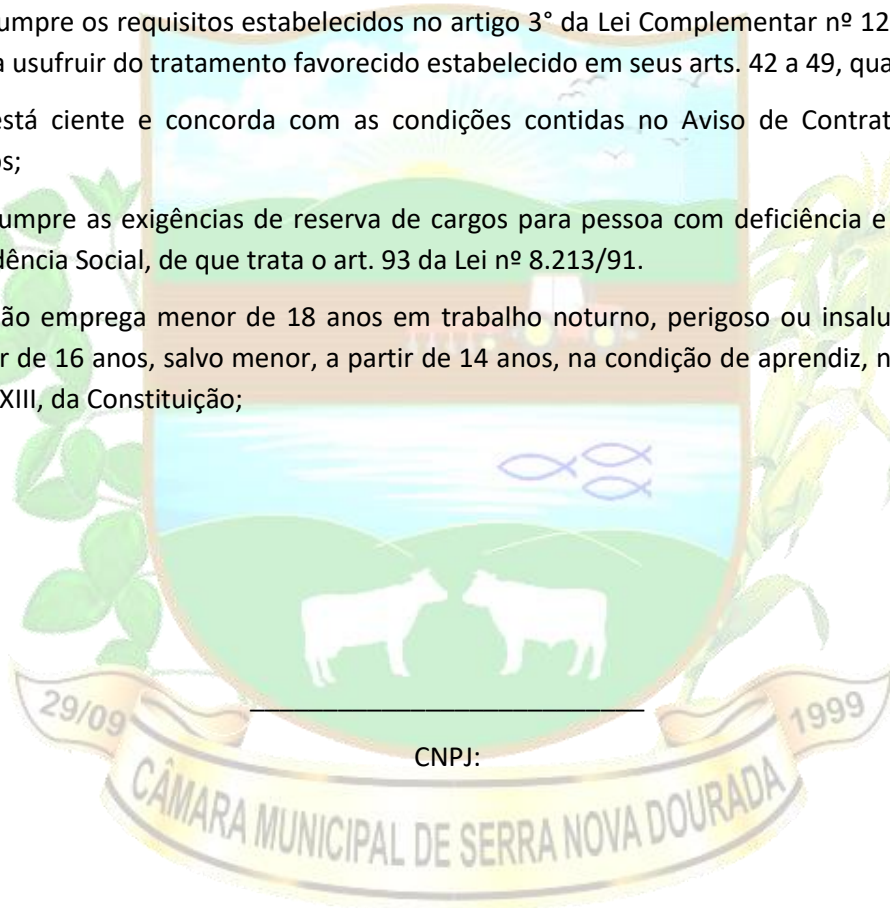 umpre os requisitos estabelecidos no artigo 3° da Lei Complementar nº 12
a usufruir do tratamento favorecido estabelecido em seus arts. 42 a 49, qua
está ciente e concorda com as condições contidas no Aviso de Contrat
os;
umpre as exigências de reserva de cargos para pessoa com deficiência e
dência Social, de que trata o art. 93 da Lei nº 8.213/91.
ão emprega menor de 18 anos em trabalho noturno, perigoso ou insalu
r de 16 anos, salvo menor, a partir de 14 anos, na condição de aprendiz, n
XIII, da Constituição;
29/09
1999
CNPJ:
CÂMARA MUNICIPAL DE SERRA NOVA DOURADA